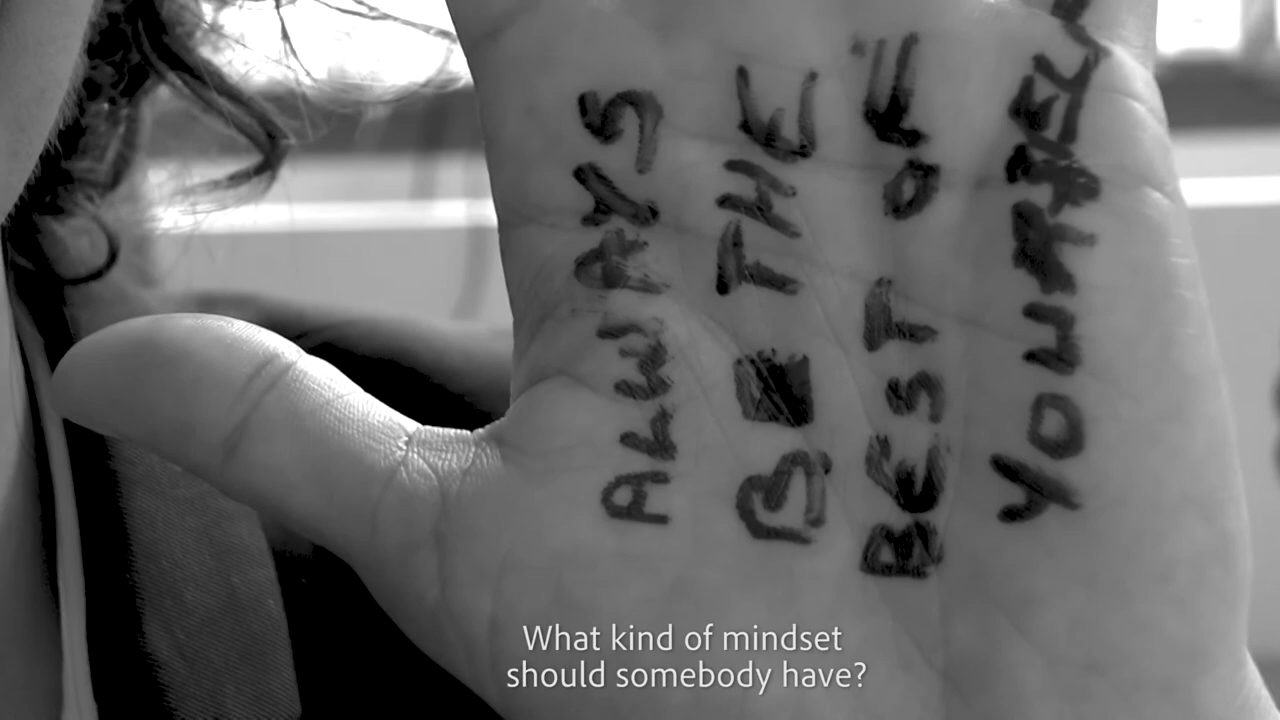 ALWAYS
BE THE
BEST OF
YOURSELF
What kind of mindset
should somebody have?